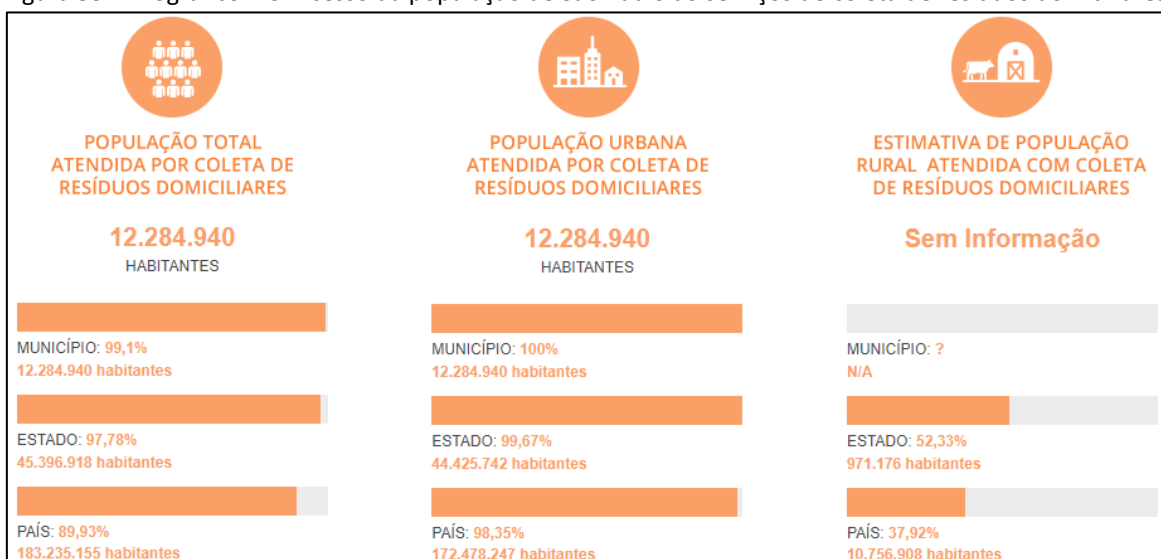 POPULAÇÃO TOTAL
ATENDIDA POR COLETA DE
RESÍDUOS DOMICILIARES
12.284.940
HABITANTES
MUNICÍPIO: 99,1%
12.284.940 habitantes
ESTADO: 97,78%
45.396.918 habitantes
PAÍS: 89,93%
183.235.155 habitantes
POPULAÇÃO URBANA
ATENDIDA POR COLETA DE
RESÍDUOS DOMICILIARES
12.284.940
HABITANTES
MUNICÍPIO: 100%
12.284.940 habitantes
ESTADO: 99,67%
44.425.742 habitantes
PAÍS: 98,35%
172.478.247 habitantes
ESTIMATIVA DE POPULAÇÃO
RURAL ATENDIDA COM COLETA
DE RESÍDUOS DOMICILIARES
Sem Informação
MUNICÍPIO: ?
N/A
ESTADO: 52,33%
971.176 habitantes
PAÍS: 37,92%
10.756.908 habitantes